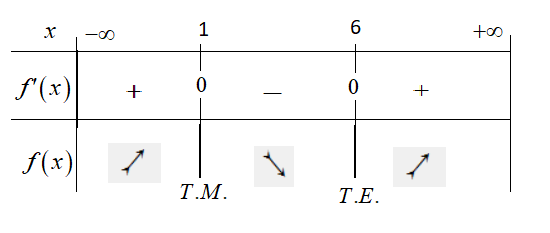 x −∞ 1 6 +∞
f'(x) + 0 − 0 +
f(x) ↗ ↘ ↗
T.M. T.E.